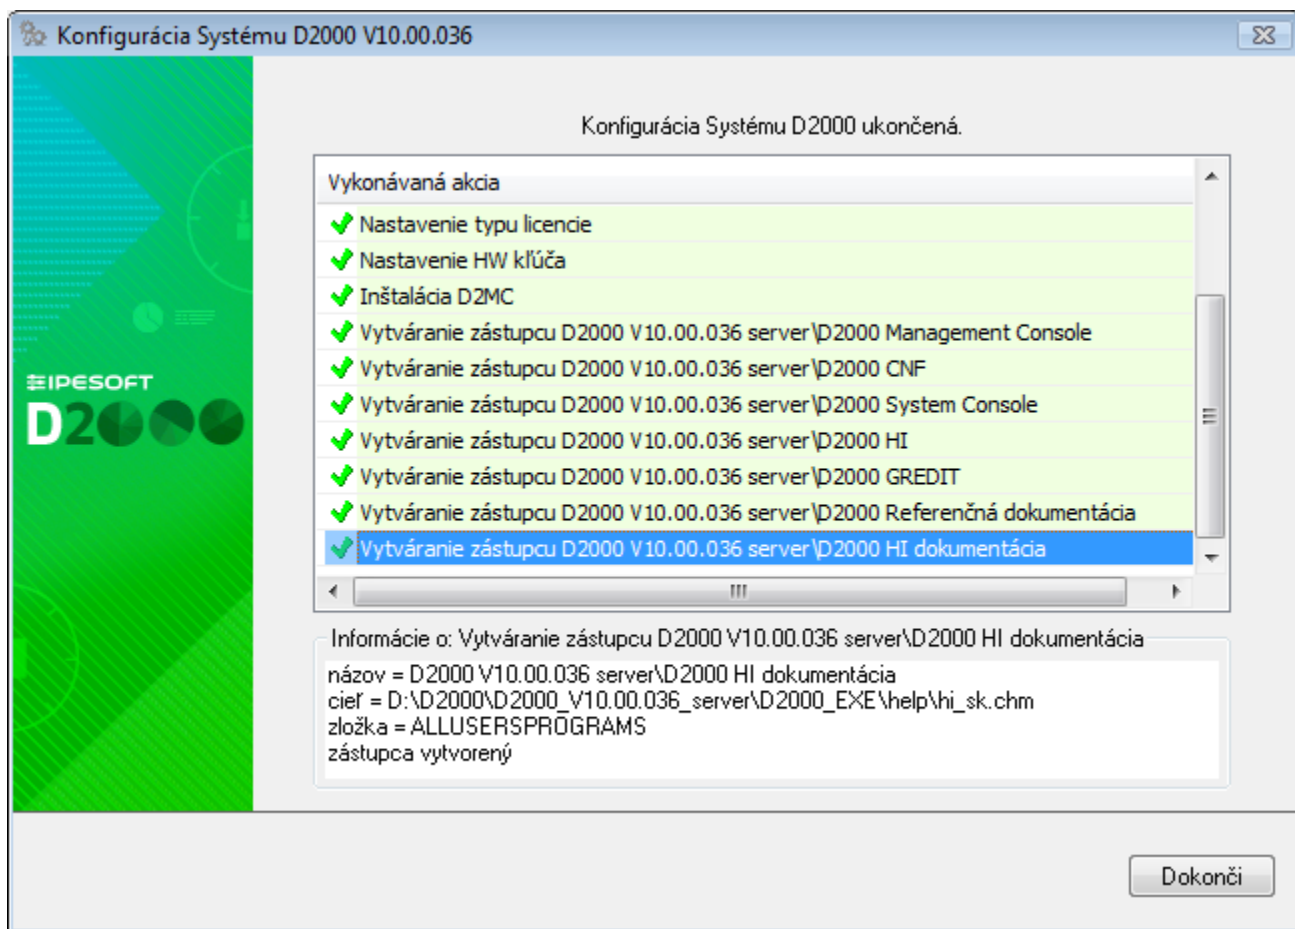 Konfigurácia Systému D2000 V10.00.036
Konfigurácia Systému D2000 ukončená.
Vykonávaná akcia
Nastavenie typu licencie
Nastavenie HW kľúča
Inštalácia D2MC
Vytváranie zástupcu D2000 V10.00.036 server\D2000 Management Console
Vytváranie zástupcu D2000 V10.00.036 server\D2000 CNF
Vytváranie zástupcu D2000 V10.00.036 server\D2000 System Console
Vytváranie zástupcu D2000 V10.00.036 server\D2000 HI
Vytváranie zástupcu D2000 V10.00.036 server\D2000 GREDIT
Vytváranie zástupcu D2000 V10.00.036 server\D2000 Referenčná dokumentácia
Vytváranie zástupcu D2000 V10.00.036 server\D2000 HI dokumentácia
IPESOFT
D2000
Informácie o: Vytváranie zástupcu D2000 V10.00.036 server\D2000 HI dokumentácia
názov = D2000 V10.00.036 server\D2000 HI dokumentácia
cieľ = D:\D2000\D2000_V10.00.036_server\D2000_EXE\help\hi_sk.chm
zložka = ALLUSERSPROGRAMS
zástupca vytvorený
Dokonči